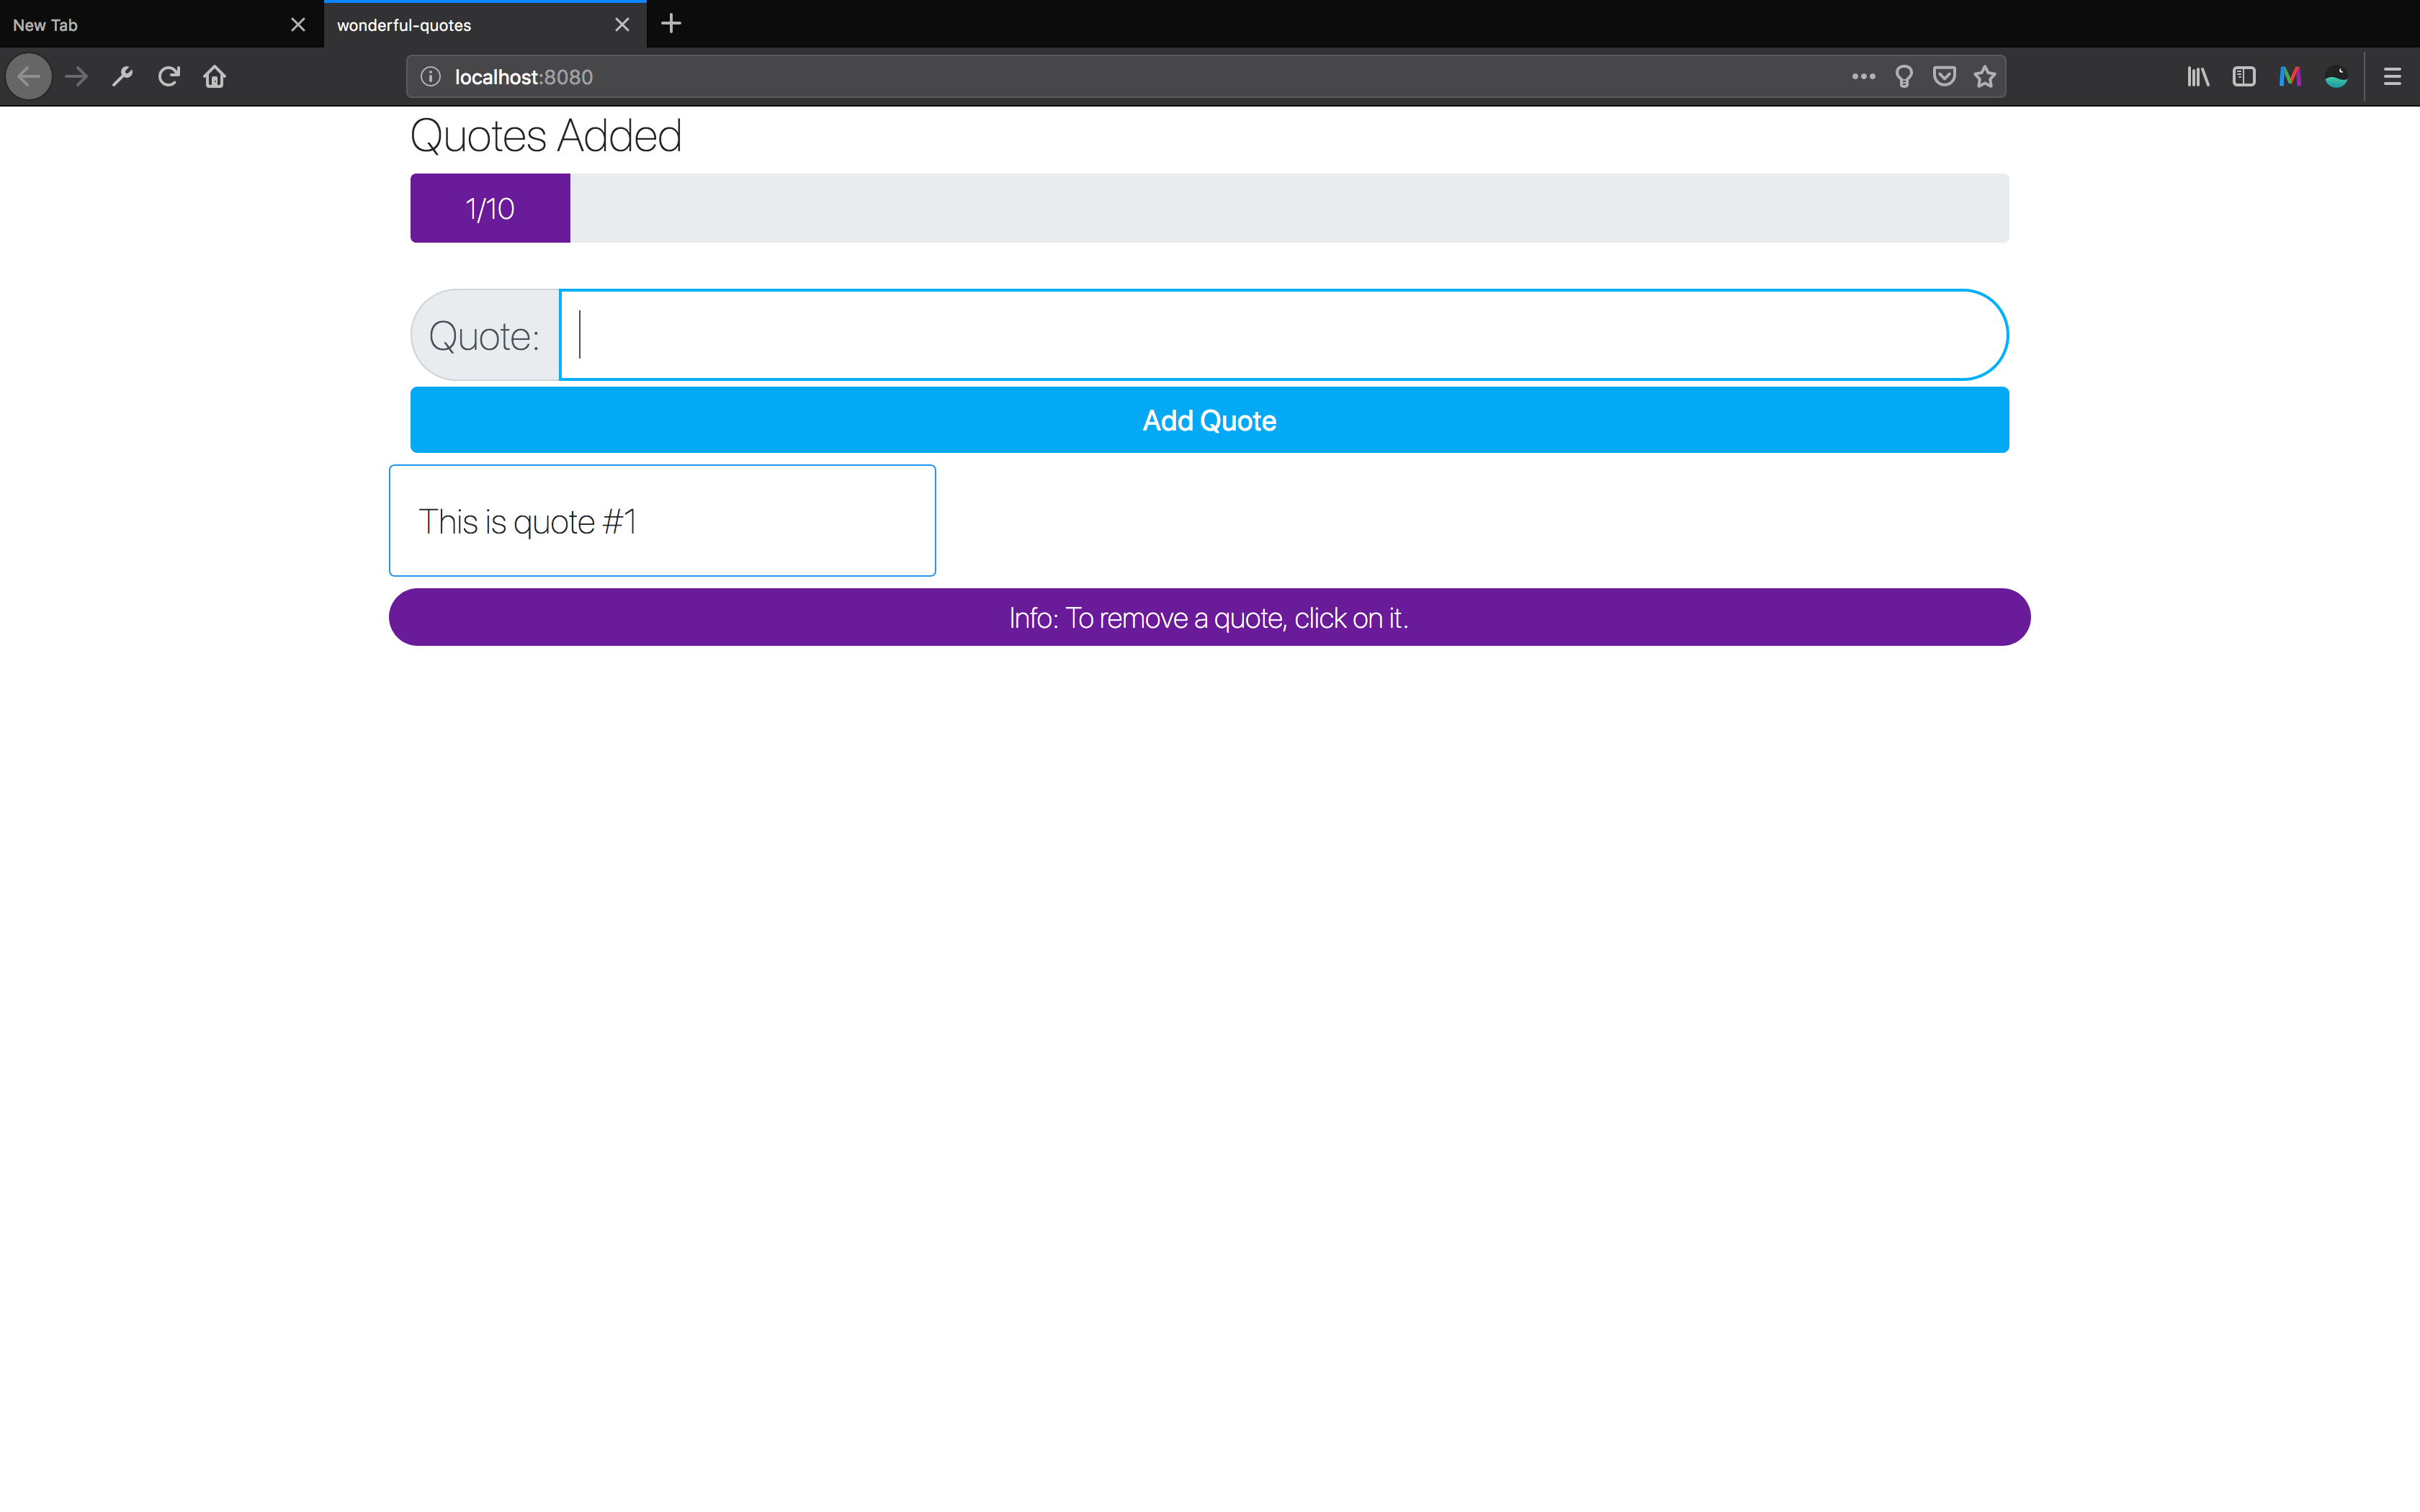 New Tab
wonderful-quotes
localhost:8080
Quotes Added
1/10
Quote:
Add Quote
This is quote #1
Info: To remove a quote, click on it.